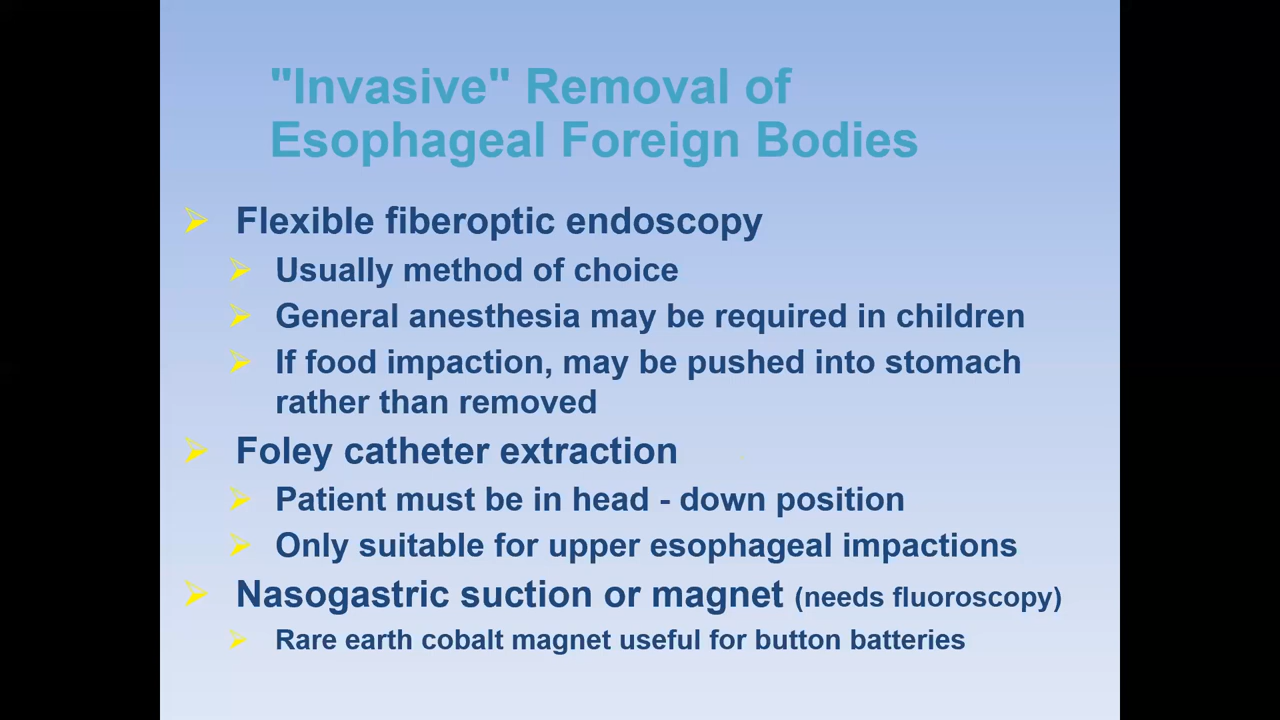 "Invasive" Removal of
Esophageal Foreign Bodies
Flexible fiberoptic endoscopy
Usually method of choice
General anesthesia may be required in children
If food impaction, may be pushed into stomach
rather than removed
Foley catheter extraction
Patient must be in head - down position
Only suitable for upper esophageal impactions
Nasogastric suction or magnet (needs fluoroscopy)
Rare earth cobalt magnet useful for button batteries